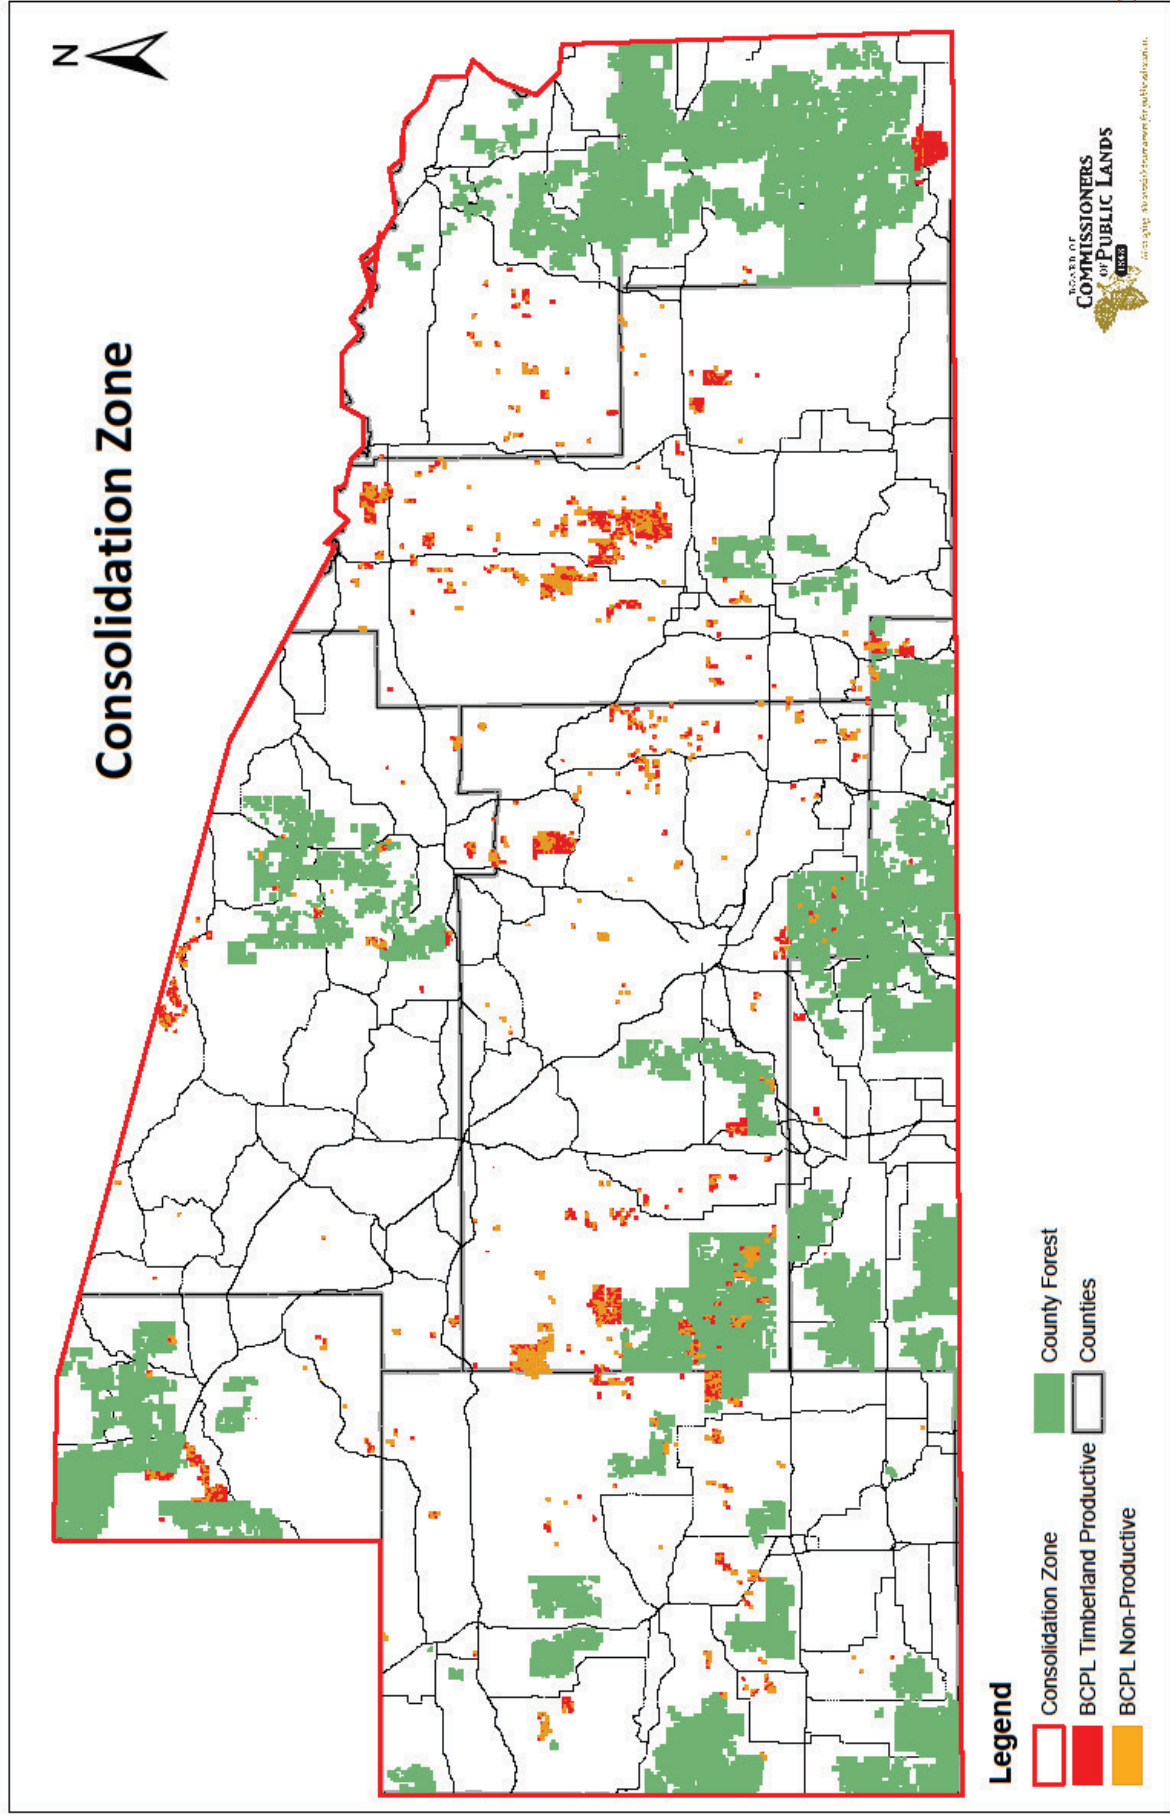 Consolidation Zone
N
Legend
Consolidation Zone
BCPL Timberland Productive
BCPL Non-Productive
County Forest
Counties
BOARD OF
COMMISSIONERS
OF PUBLIC LANDS
1848